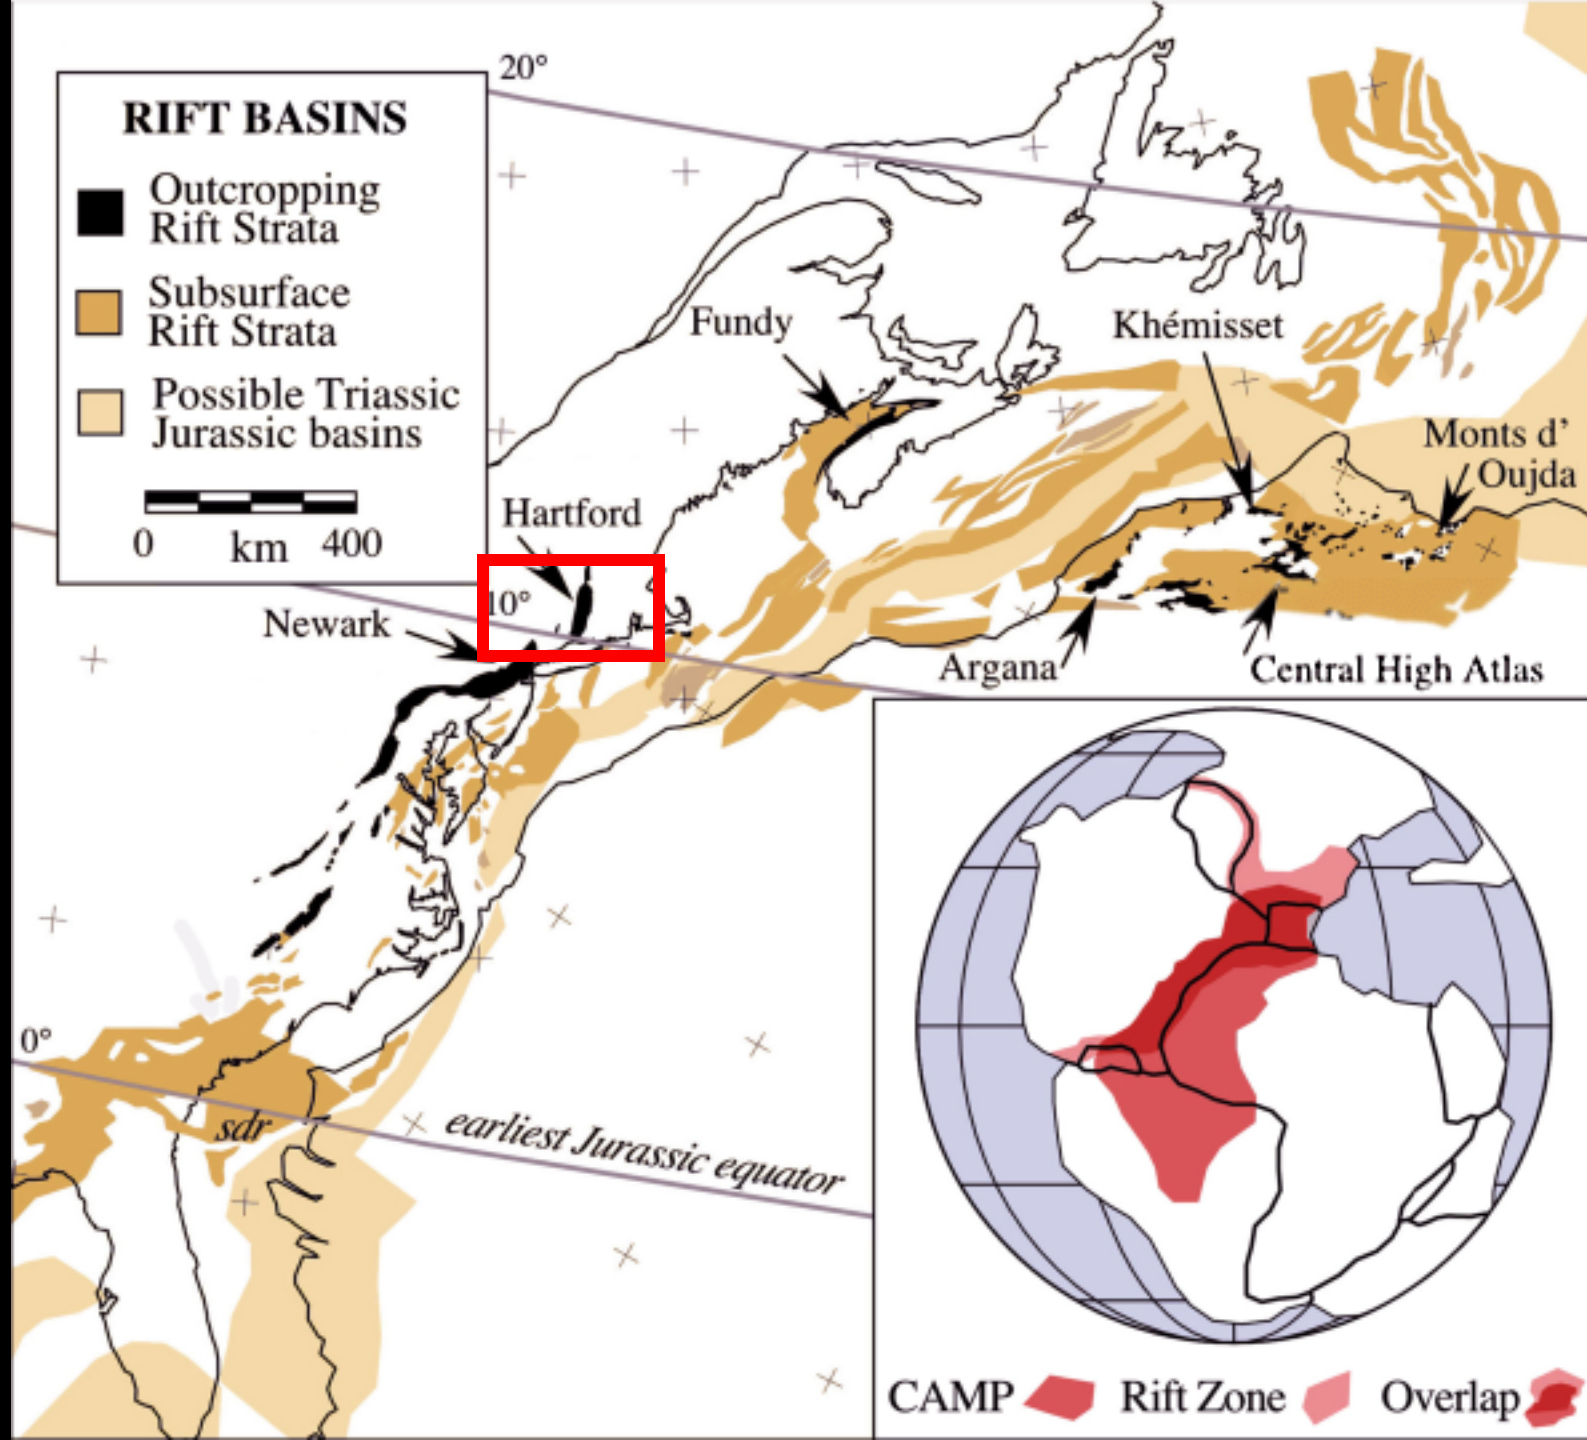 20°
RIFT BASINS
Outcropping
Rift Strata
Subsurface
Rift Strata
Possible Triassic
Jurassic basins
0 km 400
Fundy
Khémisset
Monts d'
Oujda
Hartford
10°
Newark
Argana
Central High Atlas
0°
sdr
earliest Jurassic equator
CAMP
Rift Zone
Overlap